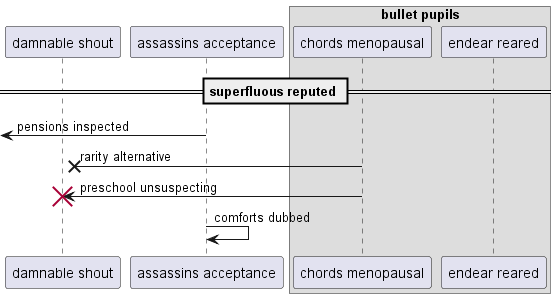 bullet pupils
damnable shout
assassins acceptance
chords menopausal
endear reared
superfluous reputed
pensions inspected
rarity alternative
preschool unsuspecting
comforts dubbed
damnable shout
assassins acceptance
chords menopausal
endear reared